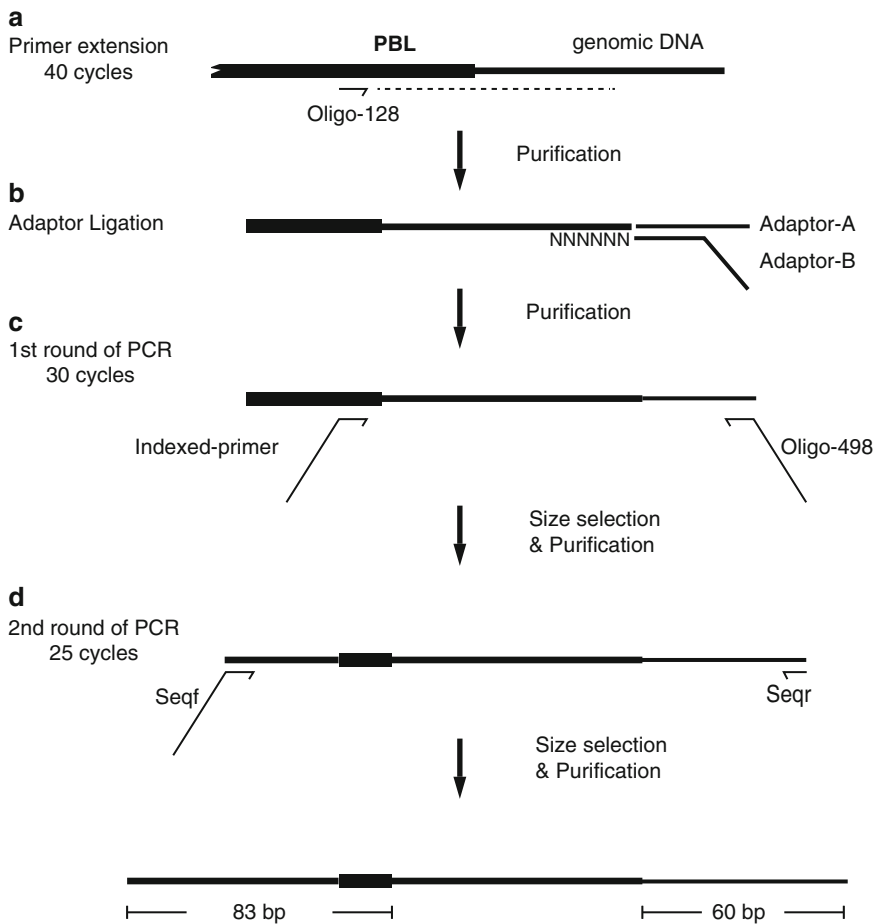 a
Primer extension
40 cycles
PBL
genomic DNA
Oligo-128
Purification
b
Adaptor Ligation
NNNNNN
Adaptor-A
Adaptor-B
Purification
c
1st round of PCR
30 cycles
Indexed-primer
Oligo-498
Size selection
& Purification
d
2nd round of PCR
25 cycles
Seqf
Seqr
Size selection
& Purification
83 bp
60 bp